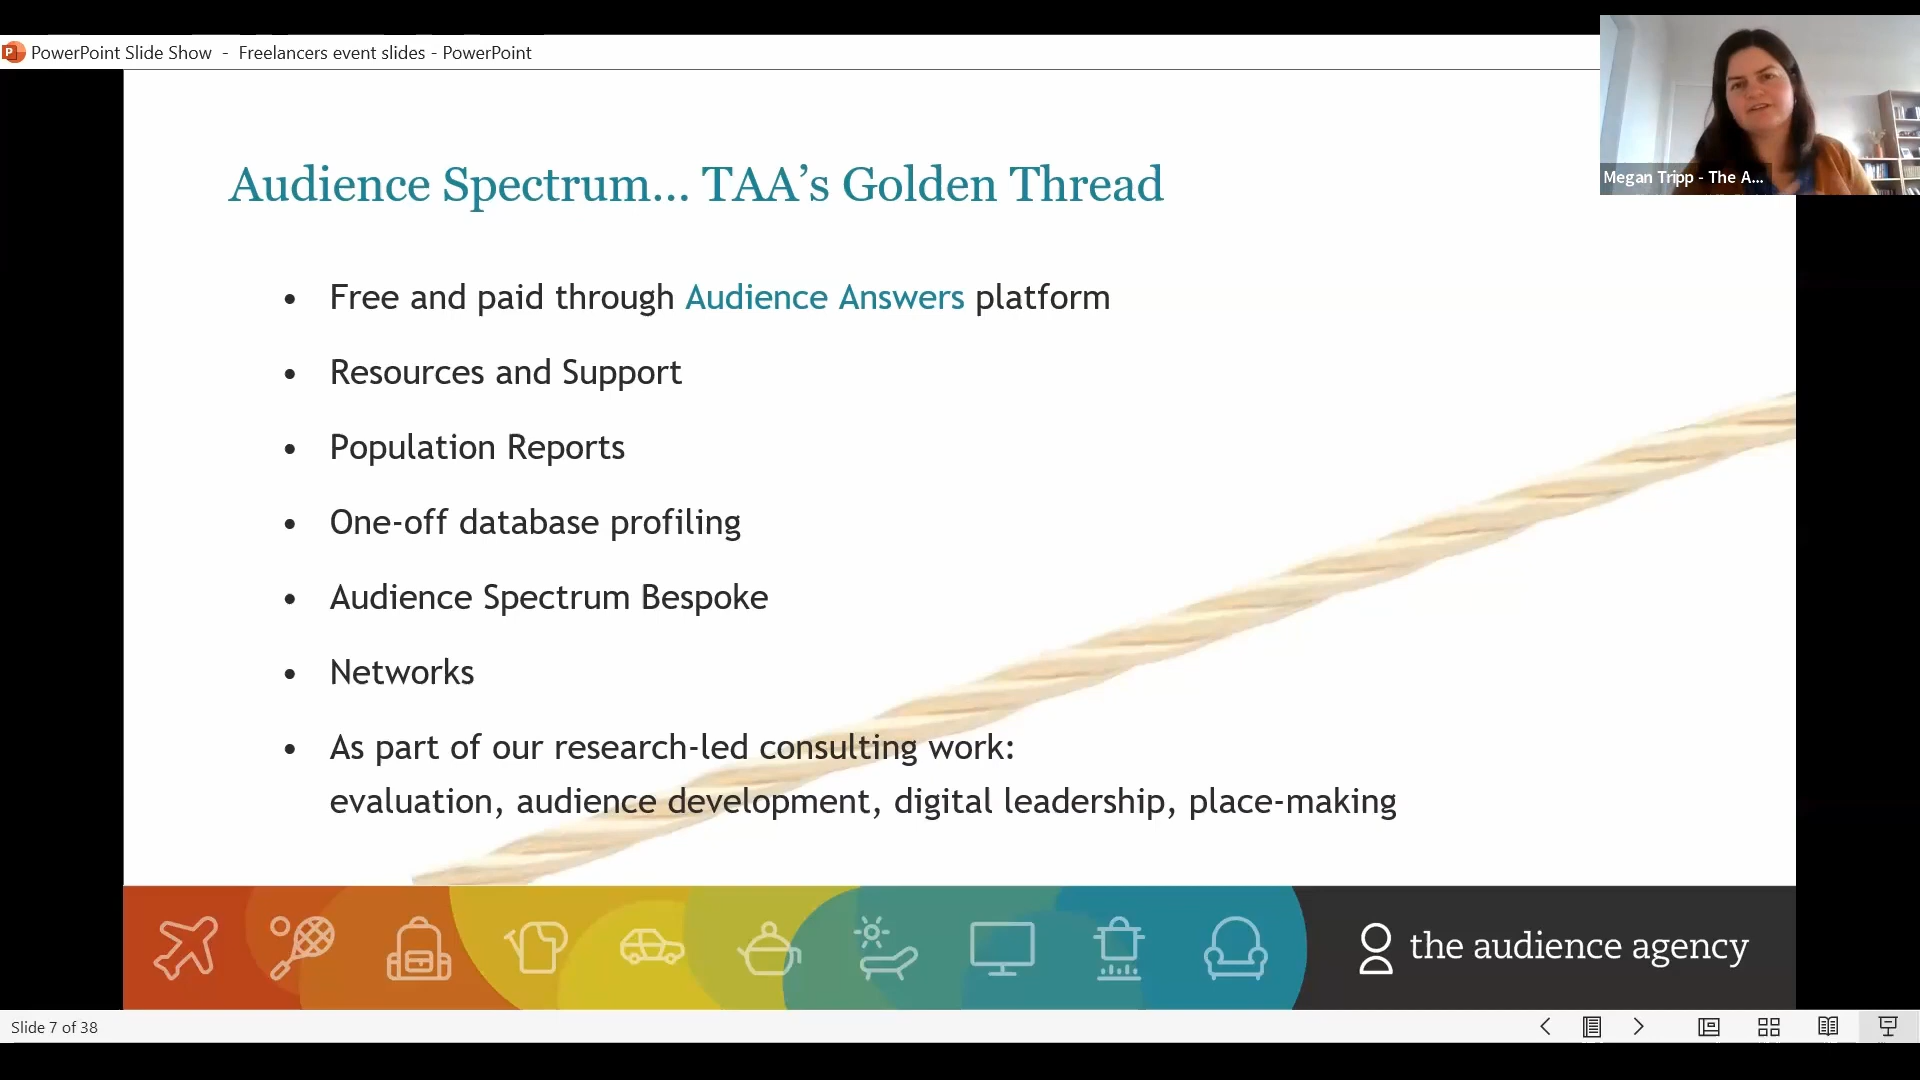 PowerPoint Slide Show - Freelancers event slides - PowerPoint
Megan Tripp - The A...
Audience Spectrum... TAA’s Golden Thread
• Free and paid through Audience Answers platform
• Resources and Support
• Population Reports
• One-off database profiling
• Audience Spectrum Bespoke
• Networks
• As part of our research-led consulting work:
evaluation, audience development, digital leadership, place-making
the audience agency
Slide 7 of 38